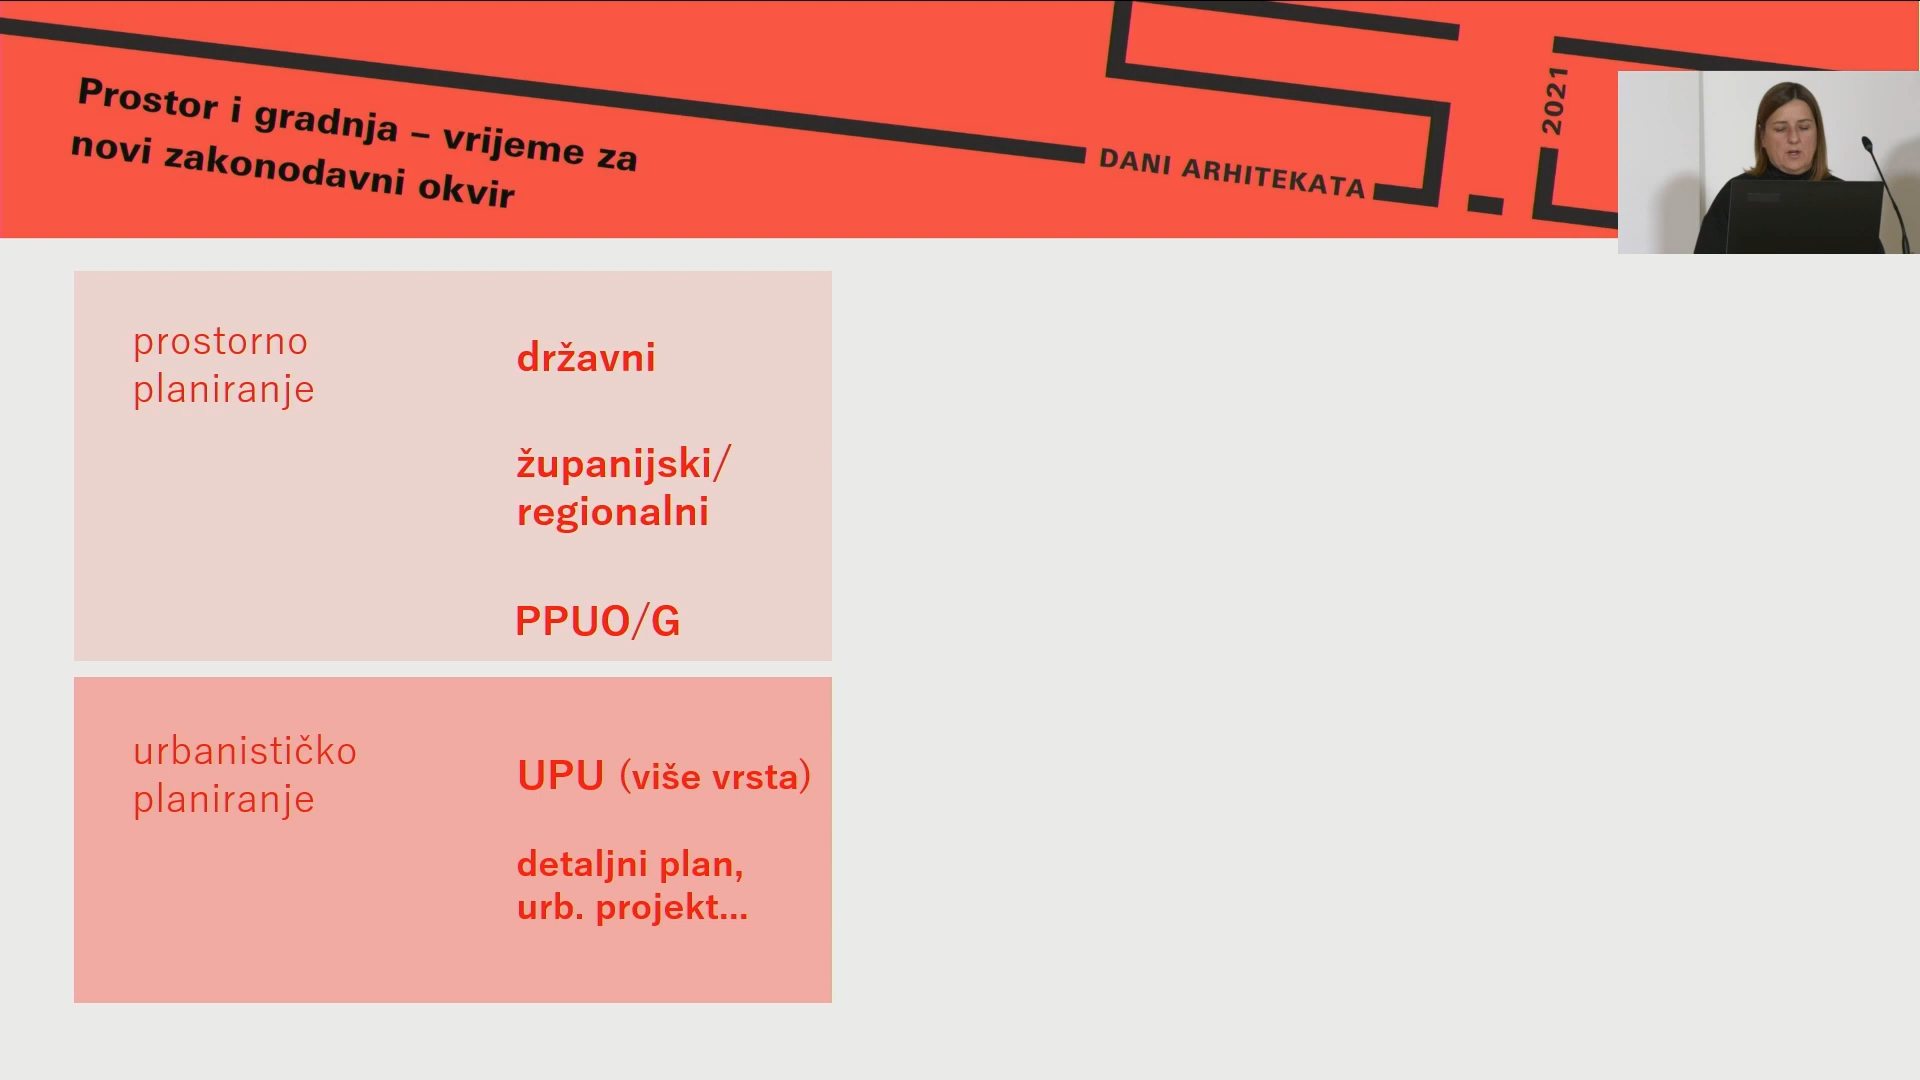 Prostor i gradnja – vrijeme za
novi zakonodavni okvir
DANI ARHITEKATA
2021
prostorno
planiranje
državni
županijski/
regionalni
PPUO/G
urbanističko
planiranje
UPU (više vrsta)
detaljni plan,
urb. projekt...